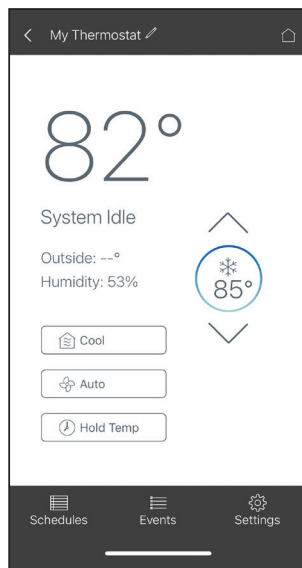 My Thermostat
82°
System Idle
Outside: --°
Humidity: 53%
85°
Cool
Auto
Hold Temp
Schedules Events Settings